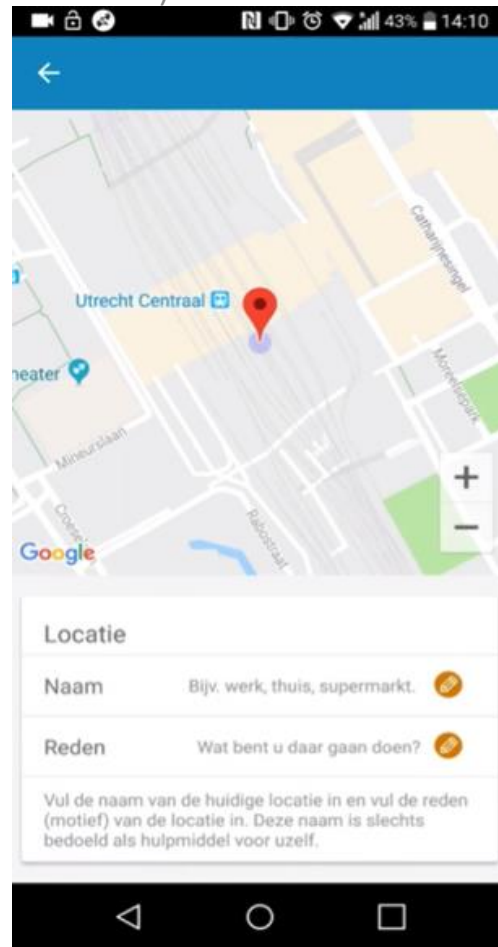 43% 14:10
Catharijnesingel
Utrecht Centraal
eater
Moreelsepark
Mineurslaan
Croesel
Rabostraat
+
−
Google
Locatie
Naam Bijv. werk, thuis, supermarkt.
Reden Wat bent u daar gaan doen?
Vul de naam van de huidige locatie in en vul de reden
(motief) van de locatie in. Deze naam is slechts
bedoeld als hulpmiddel voor uzelf.